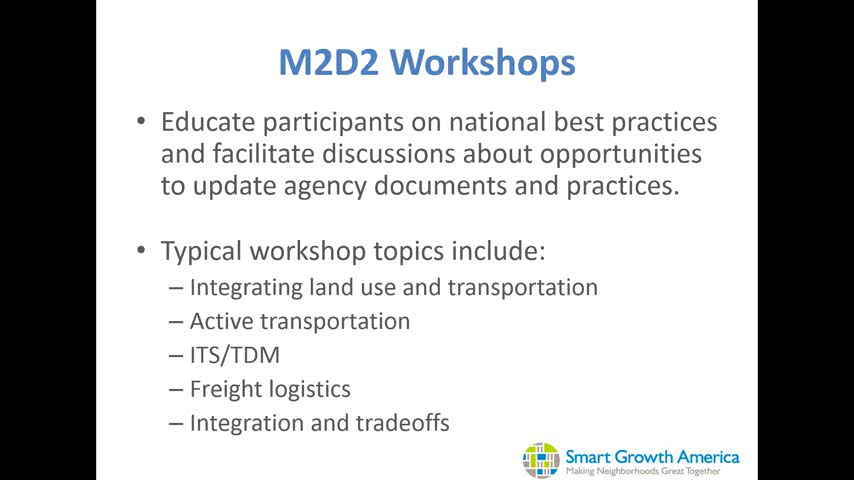 M2D2 Workshops
• Educate participants on national best practices
and facilitate discussions about opportunities
to update agency documents and practices.
• Typical workshop topics include:
– Integrating land use and transportation
– Active transportation
– ITS/TDM
– Freight logistics
– Integration and tradeoffs
Smart Growth America
Making Neighborhoods Great Together